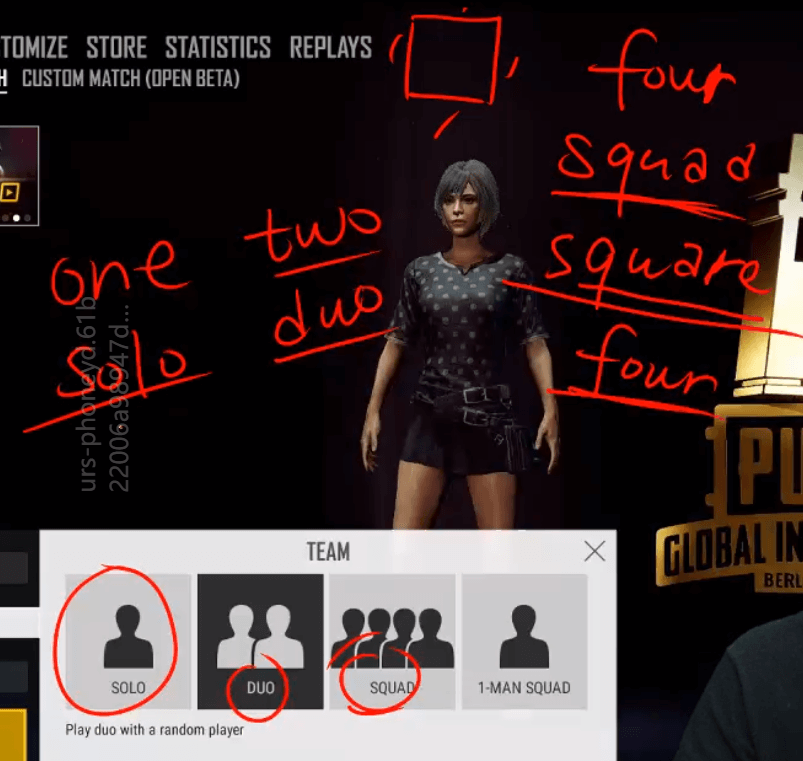 TOMIZE STORE STATISTICS REPLAYS
H CUSTOM MATCH (OPEN BETA)
four
squad
square
four
two
duo
one
solo
urs-phoneyd.61b
22006a98947d...
PU
GLOBAL IN
BERL
TEAM
SOLO
DUO
SQUAD
1-MAN SQUAD
Play duo with a random player